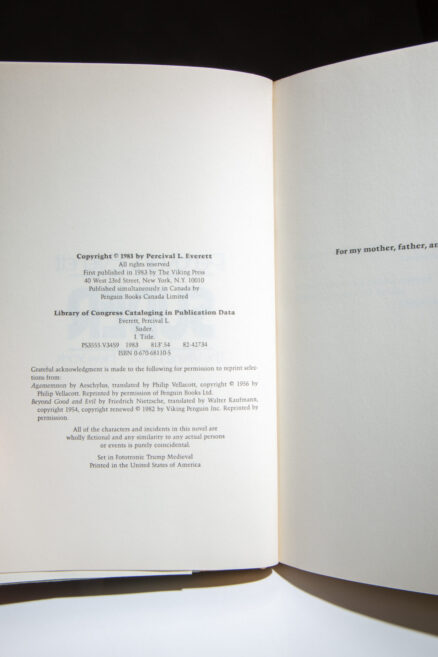 Copyright © 1983 by Percival L. Everett
All rights reserved
First published in 1983 by The Viking Press
40 West 23rd Street, New York, N.Y. 10010
Published simultaneously in Canada by
Penguin Books Canada Limited
Library of Congress Cataloging in Publication Data
Everett, Percival L.
Suder.
I. Title.
PS3555.V34S9 1983 813'.54 82-42734
ISBN 0-670-68110-5
Grateful acknowledgment is made to the following for permission to reprint selec-
tions from:
Agamemnon by Aeschylus, translated by Philip Vellacott, copyright © 1956 by
Philip Vellacott. Reprinted by permission of Penguin Books Ltd.
Beyond Good and Evil by Friedrich Nietzsche, translated by Walter Kaufmann,
copyright 1954, copyright renewed © 1982 by Viking Penguin Inc. Reprinted by
permission.
All of the characters and incidents in this novel are
wholly fictional and any similarity to any actual persons
or events is purely coincidental.
Set in Fototronic Trump Medieval
Printed in the United States of America
For my mother, father, an